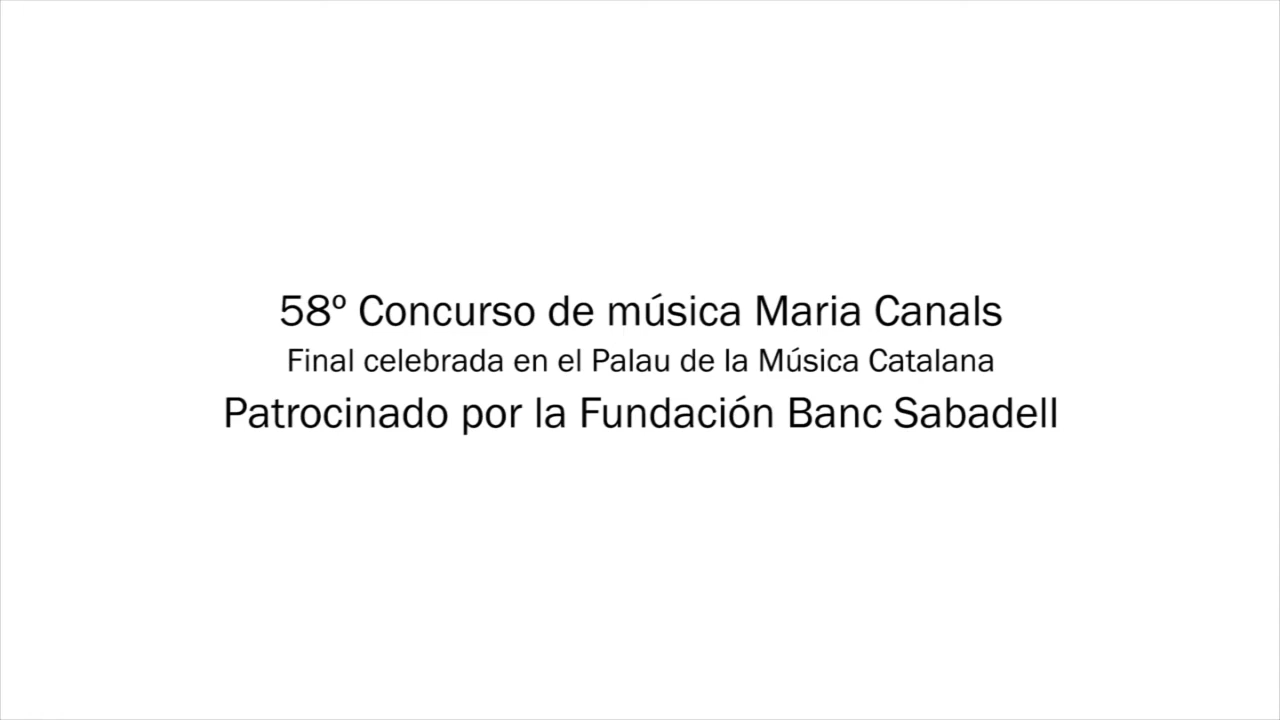 58º Concurso de música Maria Canals
Final celebrada en el Palau de la Música Catalana
Patrocinado por la Fundación Banc Sabadell